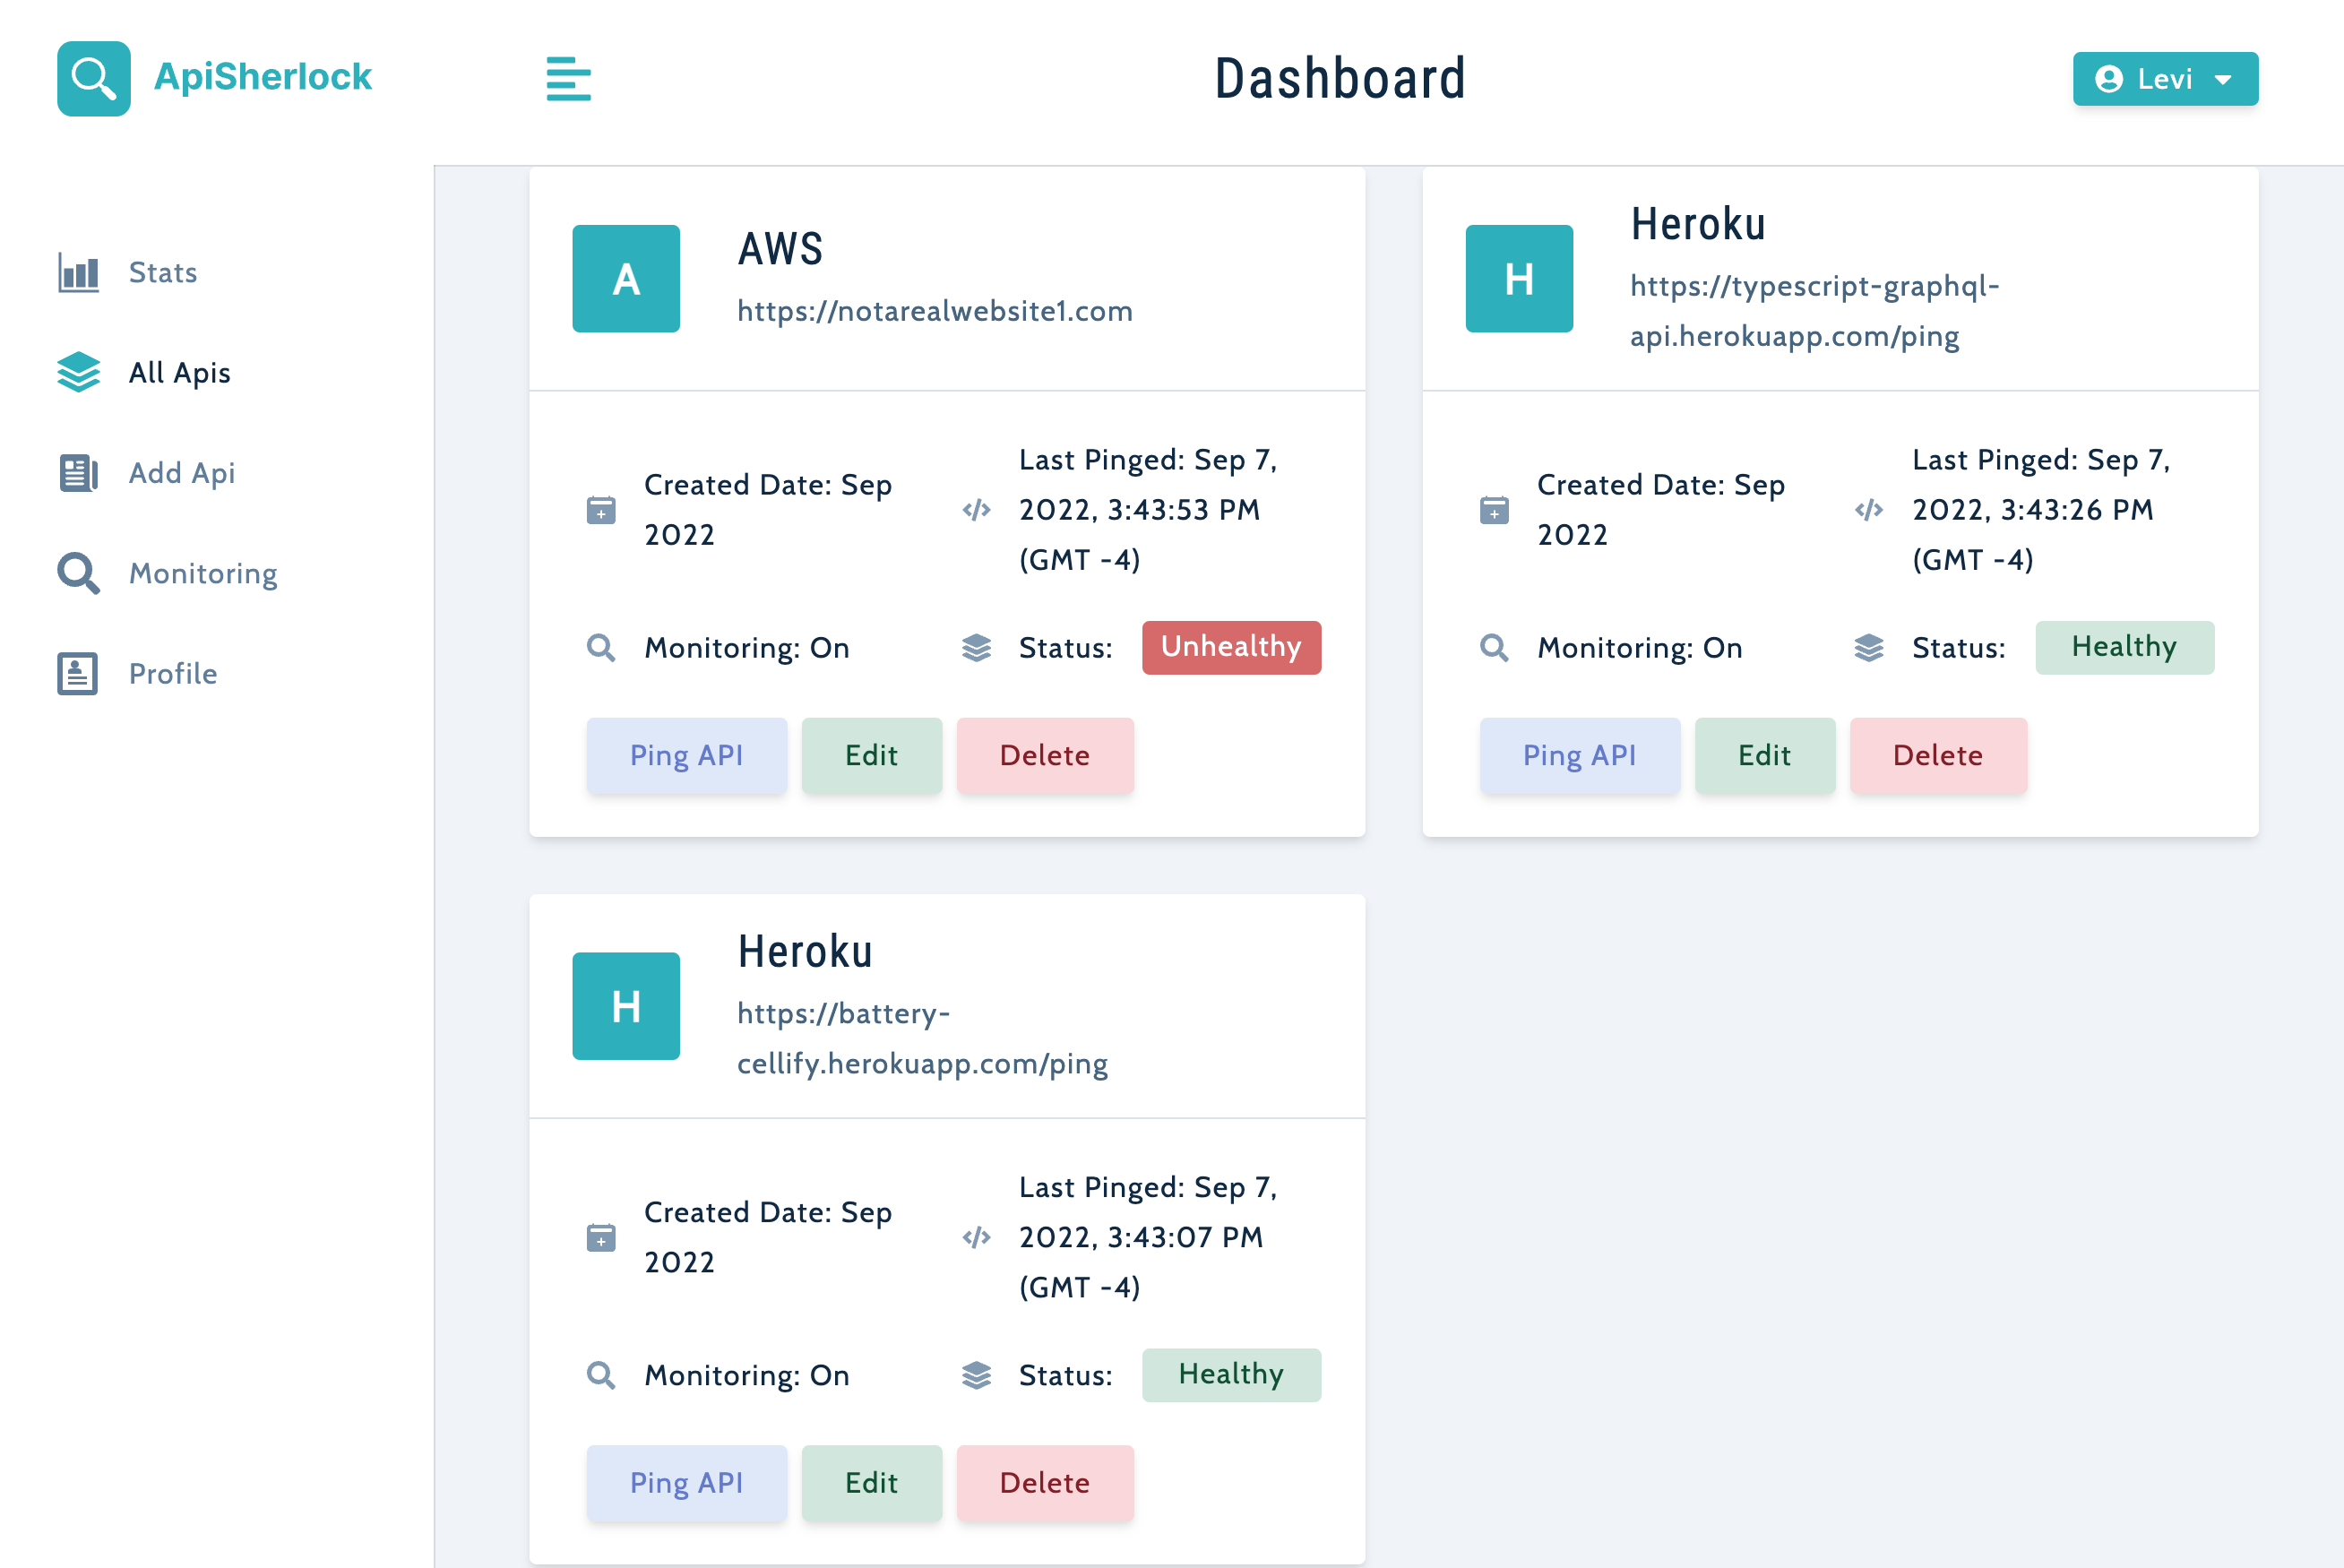 ApiSherlock
Dashboard
Levi
Stats
All Apis
Add Api
Monitoring
Profile
A
AWS
https://notarealwebsite1.com
Created Date: Sep
2022
Last Pinged: Sep 7,
2022, 3:43:53 PM
(GMT -4)
Monitoring: On
Status:
Unhealthy
Ping API
Edit
Delete
H
Heroku
https://typescript-graphql-
api.herokuapp.com/ping
Created Date: Sep
2022
Last Pinged: Sep 7,
2022, 3:43:26 PM
(GMT -4)
Monitoring: On
Status:
Healthy
Ping API
Edit
Delete
H
Heroku
https://battery-
cellify.herokuapp.com/ping
Created Date: Sep
2022
Last Pinged: Sep 7,
2022, 3:43:07 PM
(GMT -4)
Monitoring: On
Status:
Healthy
Ping API
Edit
Delete